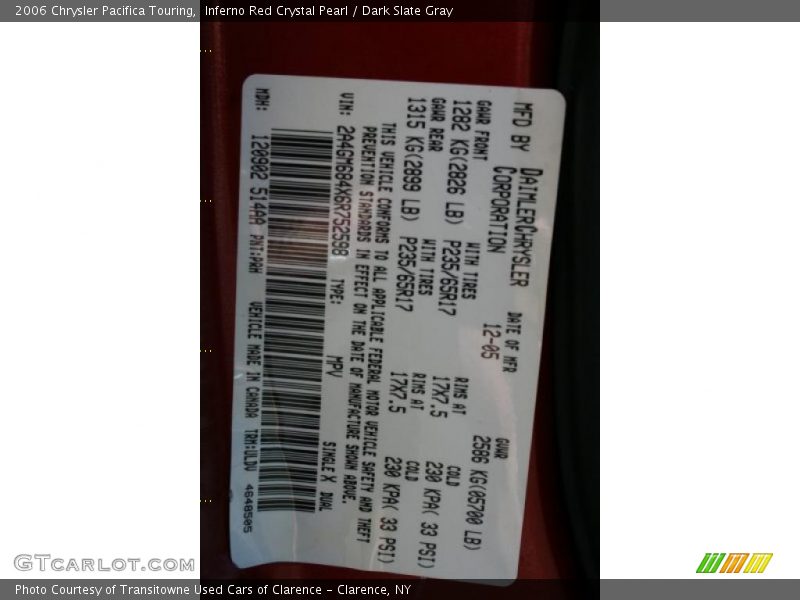 2006 Chrysler Pacifica Touring,  Inferno Red Crystal Pearl / Dark Slate Gray
MFD BY DAIMLERCHRYSLER CORPORATION
DATE OF MFR
12-05
GVWR
2586 KG(05700 LB)
GAWR FRONT
1282 KG(2826 LB)
WITH TIRES
P235/65R17
RIMS AT
17X7.5
COLD
230 KPA( 33 PSI)
GAWR REAR
1315 KG(2899 LB)
WITH TIRES
P235/65R17
RIMS AT
17X7.5
COLD
230 KPA( 33 PSI)
THIS VEHICLE CONFORMS TO ALL APPLICABLE FEDERAL MOTOR VEHICLE SAFETY AND THEFT
PREVENTION STANDARDS IN EFFECT ON THE DATE OF MANUFACTURE SHOWN ABOVE.
VIN: 2A4GM684X6R752598 TYPE: MPV SINGLE X DUAL
MDH: 120902 514AA PNT:PRH VEHICLE MADE IN CANADA TRM:ULDV 4648505
GTCarLot.com
Photo Courtesy of Transitowne Used Cars of Clarence - Clarence, NY